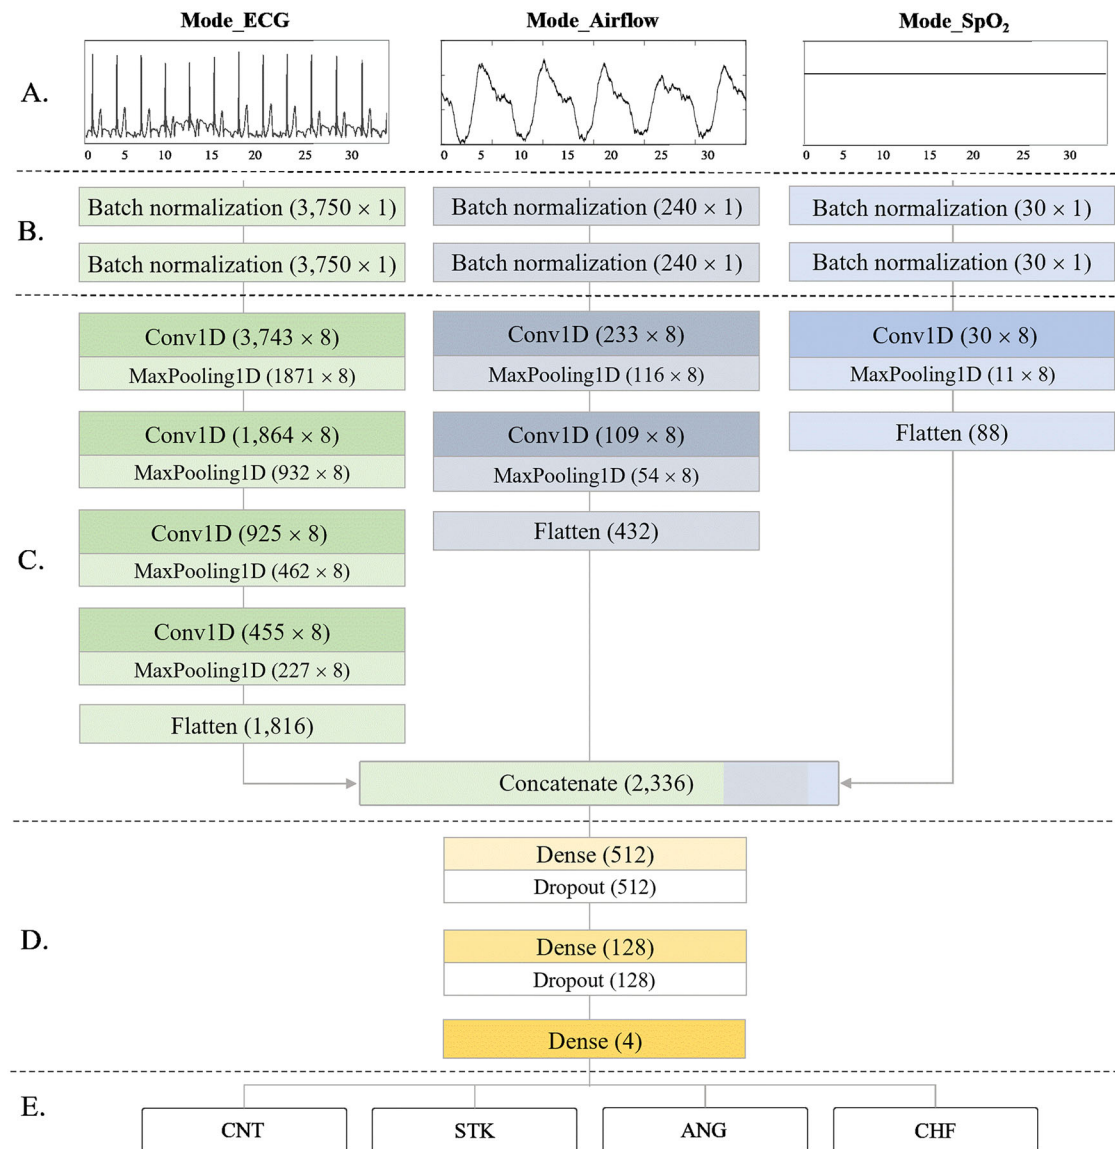 Mode_ECG
Mode_Airflow
Mode_SpO₂
A.
0 5 10 15 20 25 30
0 5 10 15 20 25 30
0 5 10 15 20 25 30
B.
Batch normalization (3,750 × 1)
Batch normalization (240 × 1)
Batch normalization (30 × 1)
Batch normalization (3,750 × 1)
Batch normalization (240 × 1)
Batch normalization (30 × 1)
C.
Conv1D (3,743 × 8)
MaxPooling1D (1871 × 8)
Conv1D (1,864 × 8)
MaxPooling1D (932 × 8)
Conv1D (925 × 8)
MaxPooling1D (462 × 8)
Conv1D (455 × 8)
MaxPooling1D (227 × 8)
Flatten (1,816)
Conv1D (233 × 8)
MaxPooling1D (116 × 8)
Conv1D (109 × 8)
MaxPooling1D (54 × 8)
Flatten (432)
Conv1D (30 × 8)
MaxPooling1D (11 × 8)
Flatten (88)
Concatenate (2,336)
D.
Dense (512)
Dropout (512)
Dense (128)
Dropout (128)
Dense (4)
E.
CNT
STK
ANG
CHF